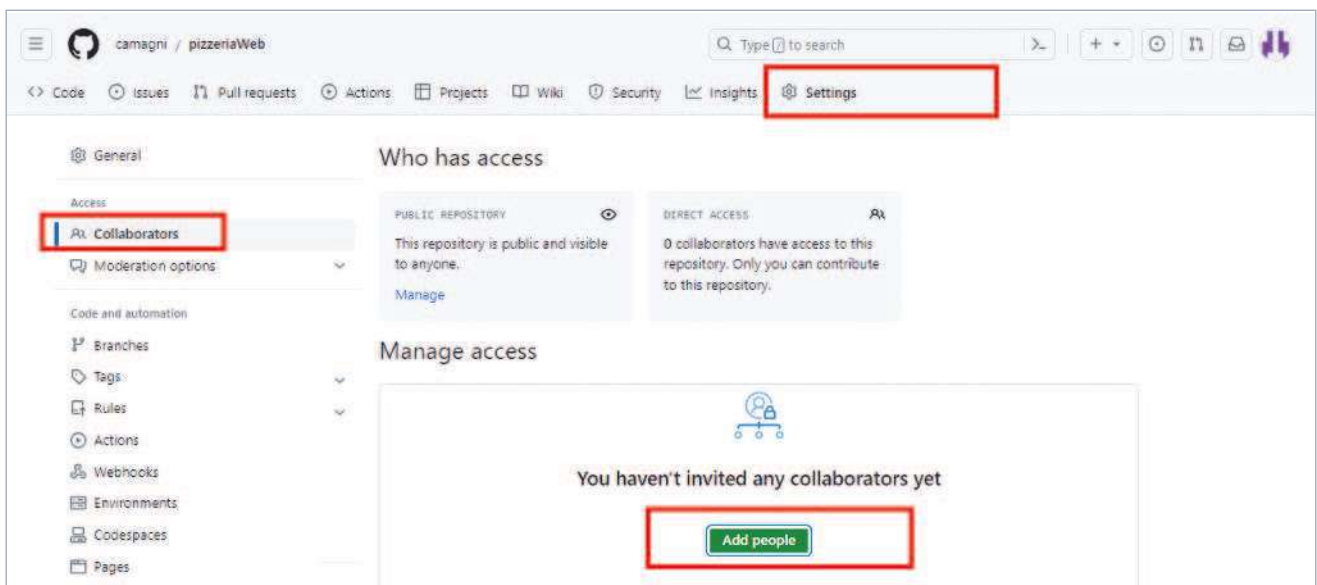 camagni / pizzeriaWeb
Type / to search
Code Issues Pull requests Actions Projects Wiki Security Insights Settings
General
Access
Collaborators
Moderation options
Code and automation
Branches
Tags
Rules
Actions
Webhooks
Environments
Codespaces
Pages
Who has access
PUBLIC REPOSITORY
This repository is public and visible
to anyone.
Manage
DIRECT ACCESS
0 collaborators have access to this
repository. Only you can contribute
to this repository.
Manage access
You haven't invited any collaborators yet
Add people